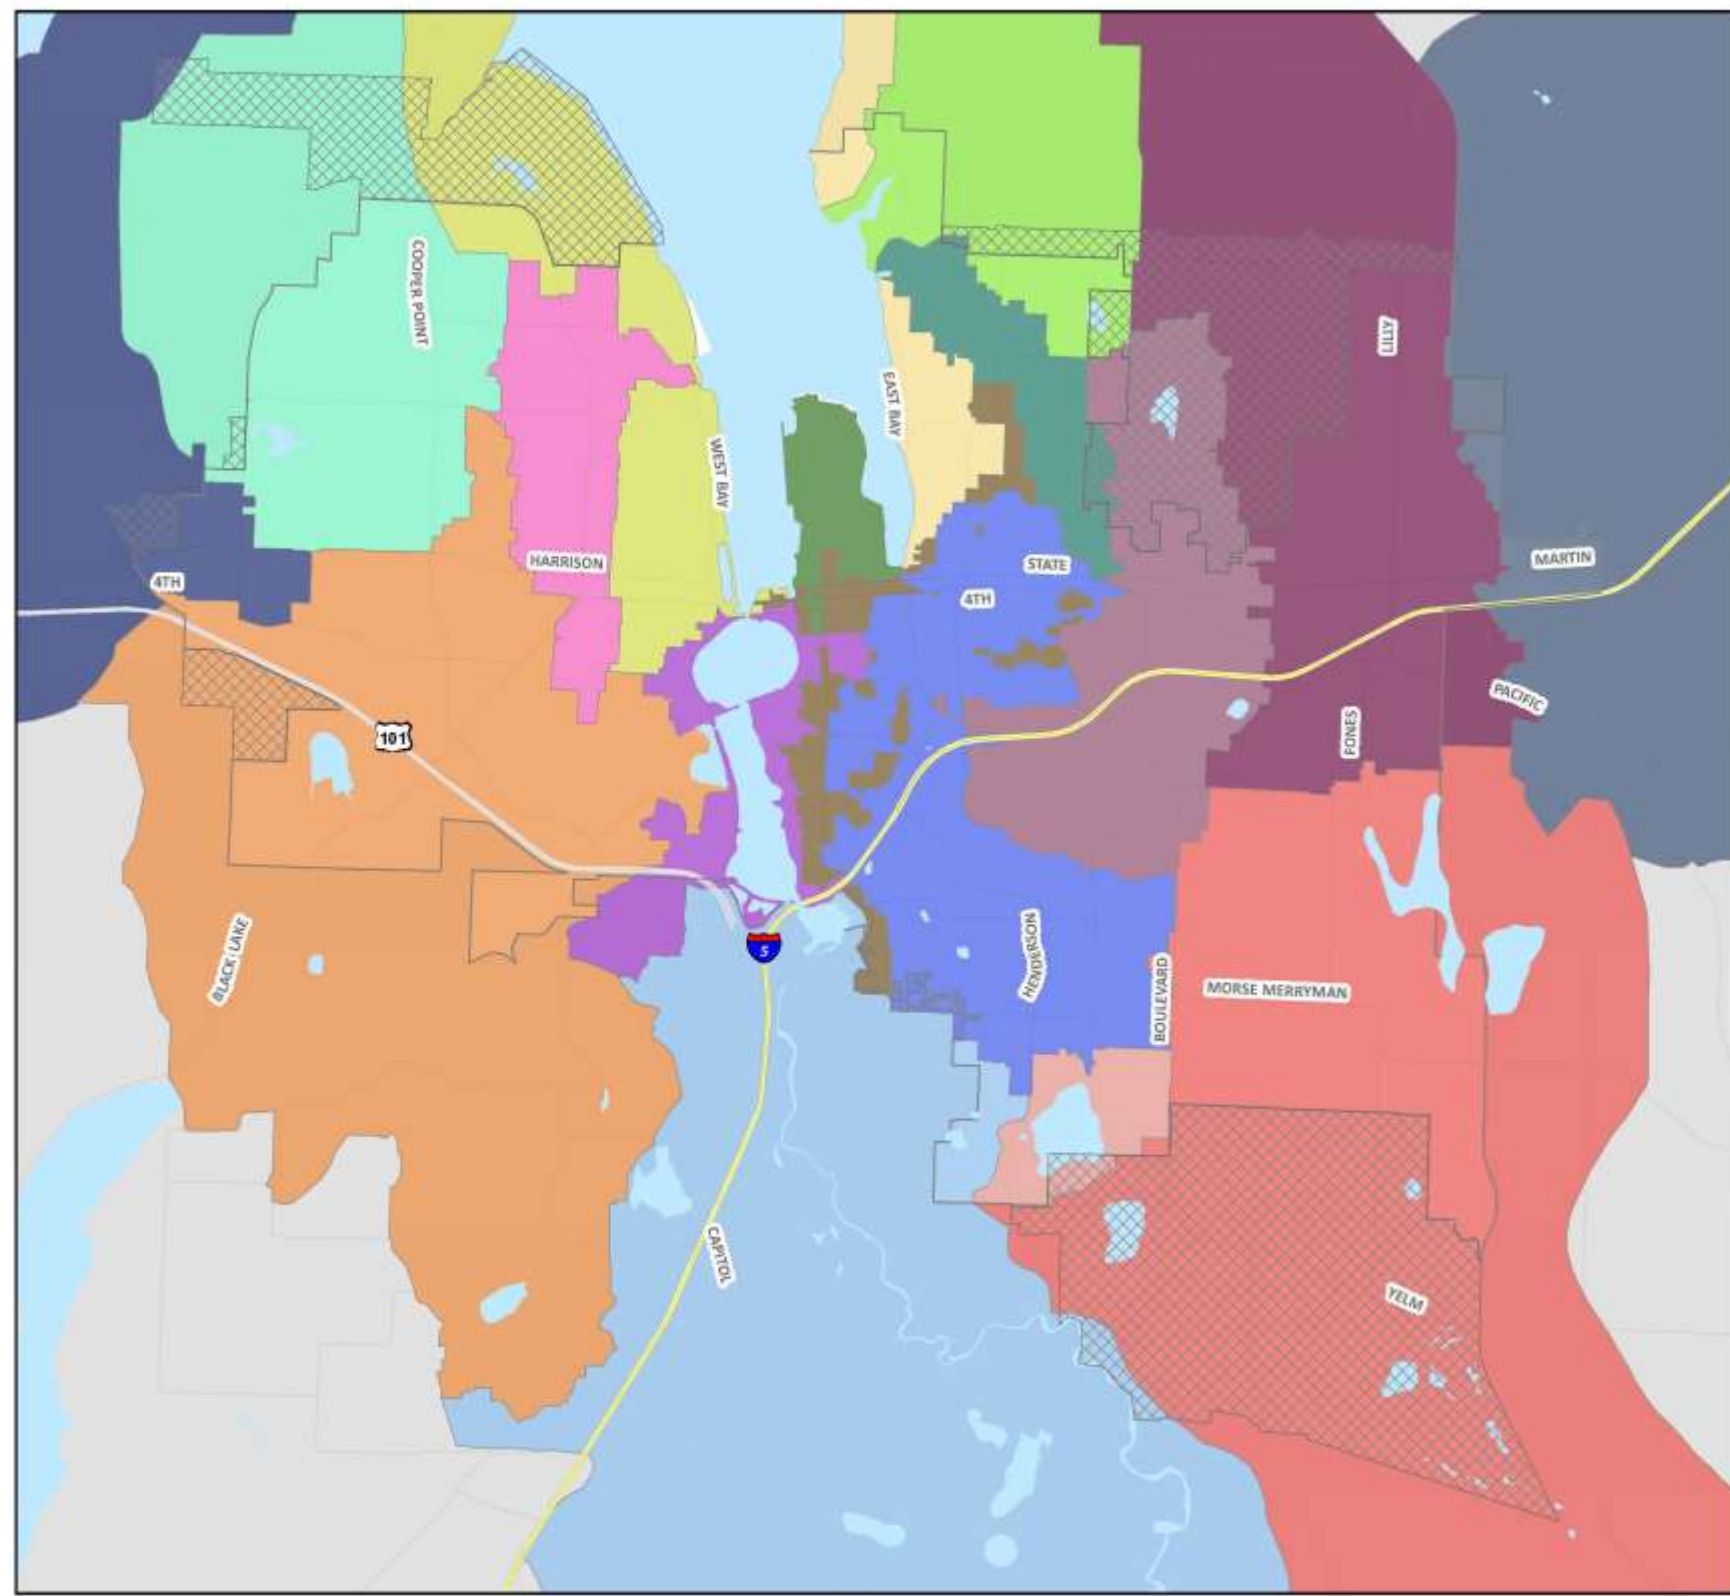 COOPER POINT
LILLY
EAST BAY
WEST BAY
HARRISON
STATE
MARTIN
4TH
4TH
PACIFIC
FONES
101
5
BLACK LAKE
HENDERSON
BOULEVARD
MORSE MERRYMAN
CAPITOL
YELM